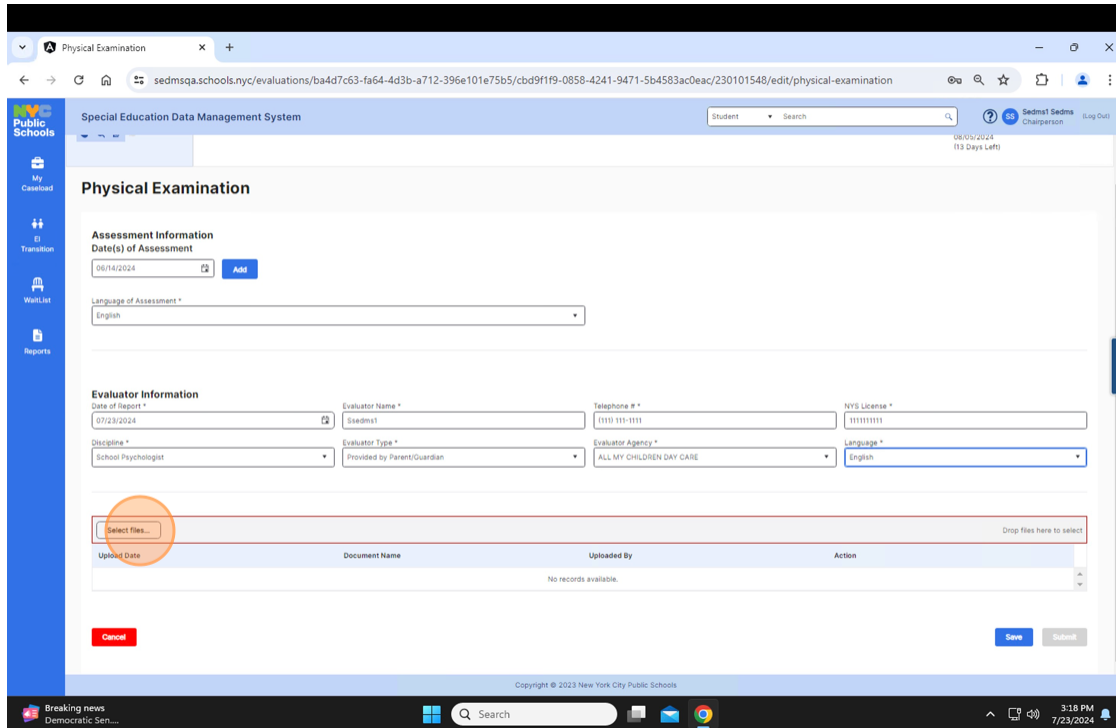 Physical Examination
sedmsqa.schools.nyc/evaluations/ba4d7c63-fa64-4d3b-a712-396e101e75b5/cbd9f1f9-0858-4241-9471-5b4583ac0eac/230101548/edit/physical-examination
NYC
Public
Schools
Special Education Data Management System
Student
Search
SS
Sedms1 Sedms
(Log Out)
Chairperson
08/05/2024
(13 Days Left)
My
Caseload
EI
Transition
WaitList
Reports
Physical Examination
Assessment Information
Date(s) of Assessment
06/14/2024
Add
Language of Assessment *
English
Evaluator Information
Date of Report * Evaluator Name * Telephone # * NYS License *
07/23/2024 Ssedms1 (111) 111-1111 1111111111
Discipline * Evaluator Type * Evaluator Agency * Language *
School Psychologist Provided by Parent/Guardian ALL MY CHILDREN DAY CARE English
Select files... Drop files here to select
Upload Date Document Name Uploaded By Action
No records available.
Cancel Save Submit
Copyright © 2023 New York City Public Schools
Breaking news
Democratic Sen....
Search
3:18 PM
7/23/2024